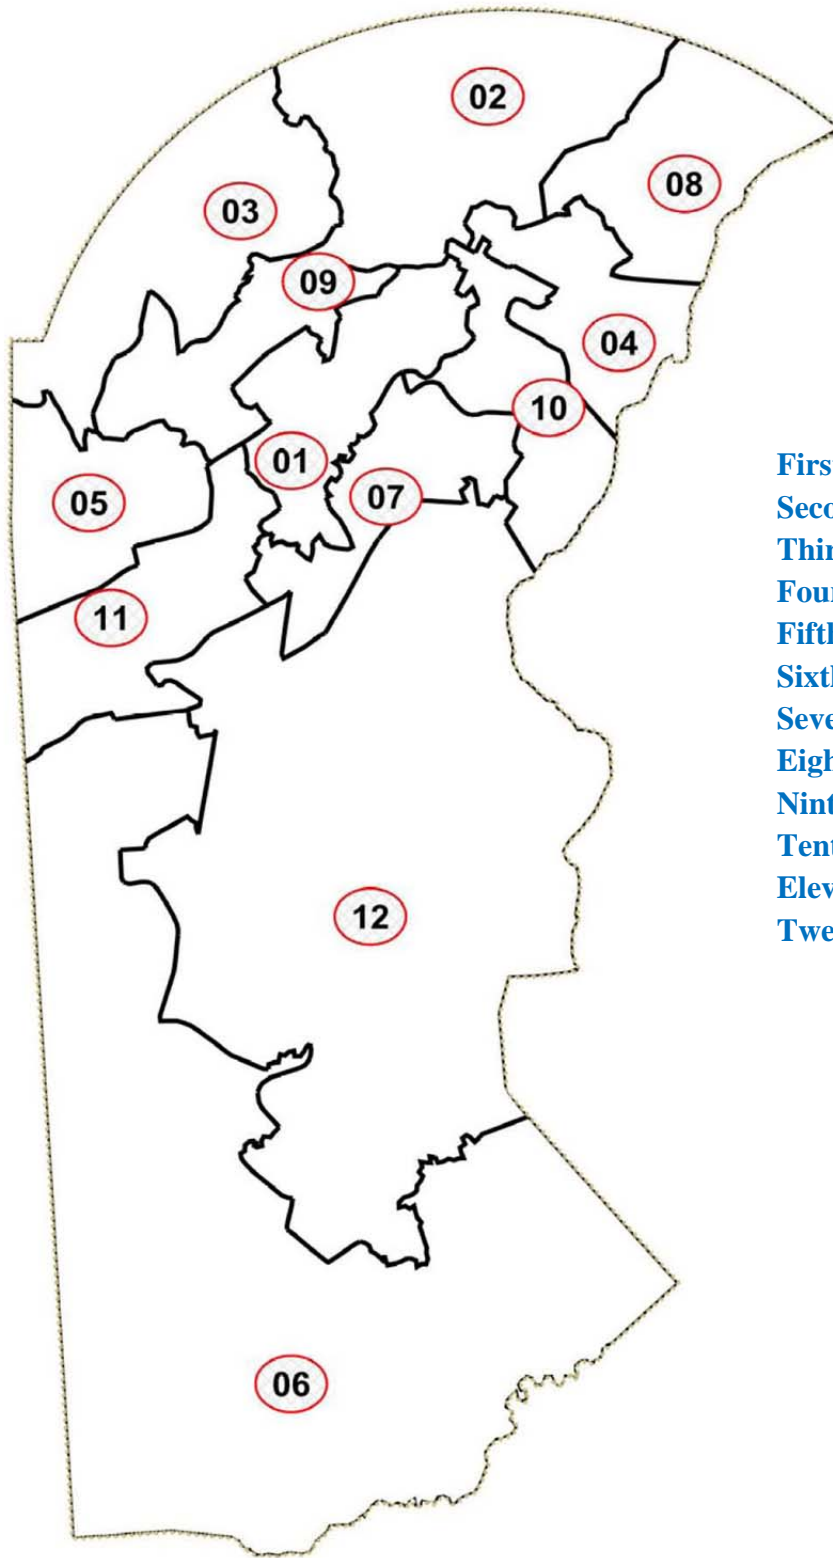 02
08
03
09
04
10
01
07
05
11
12
06
Firs
Seco
Thir
Four
Fift
Sixt
Seve
Eigh
Nint
Tent
Elev
Twe